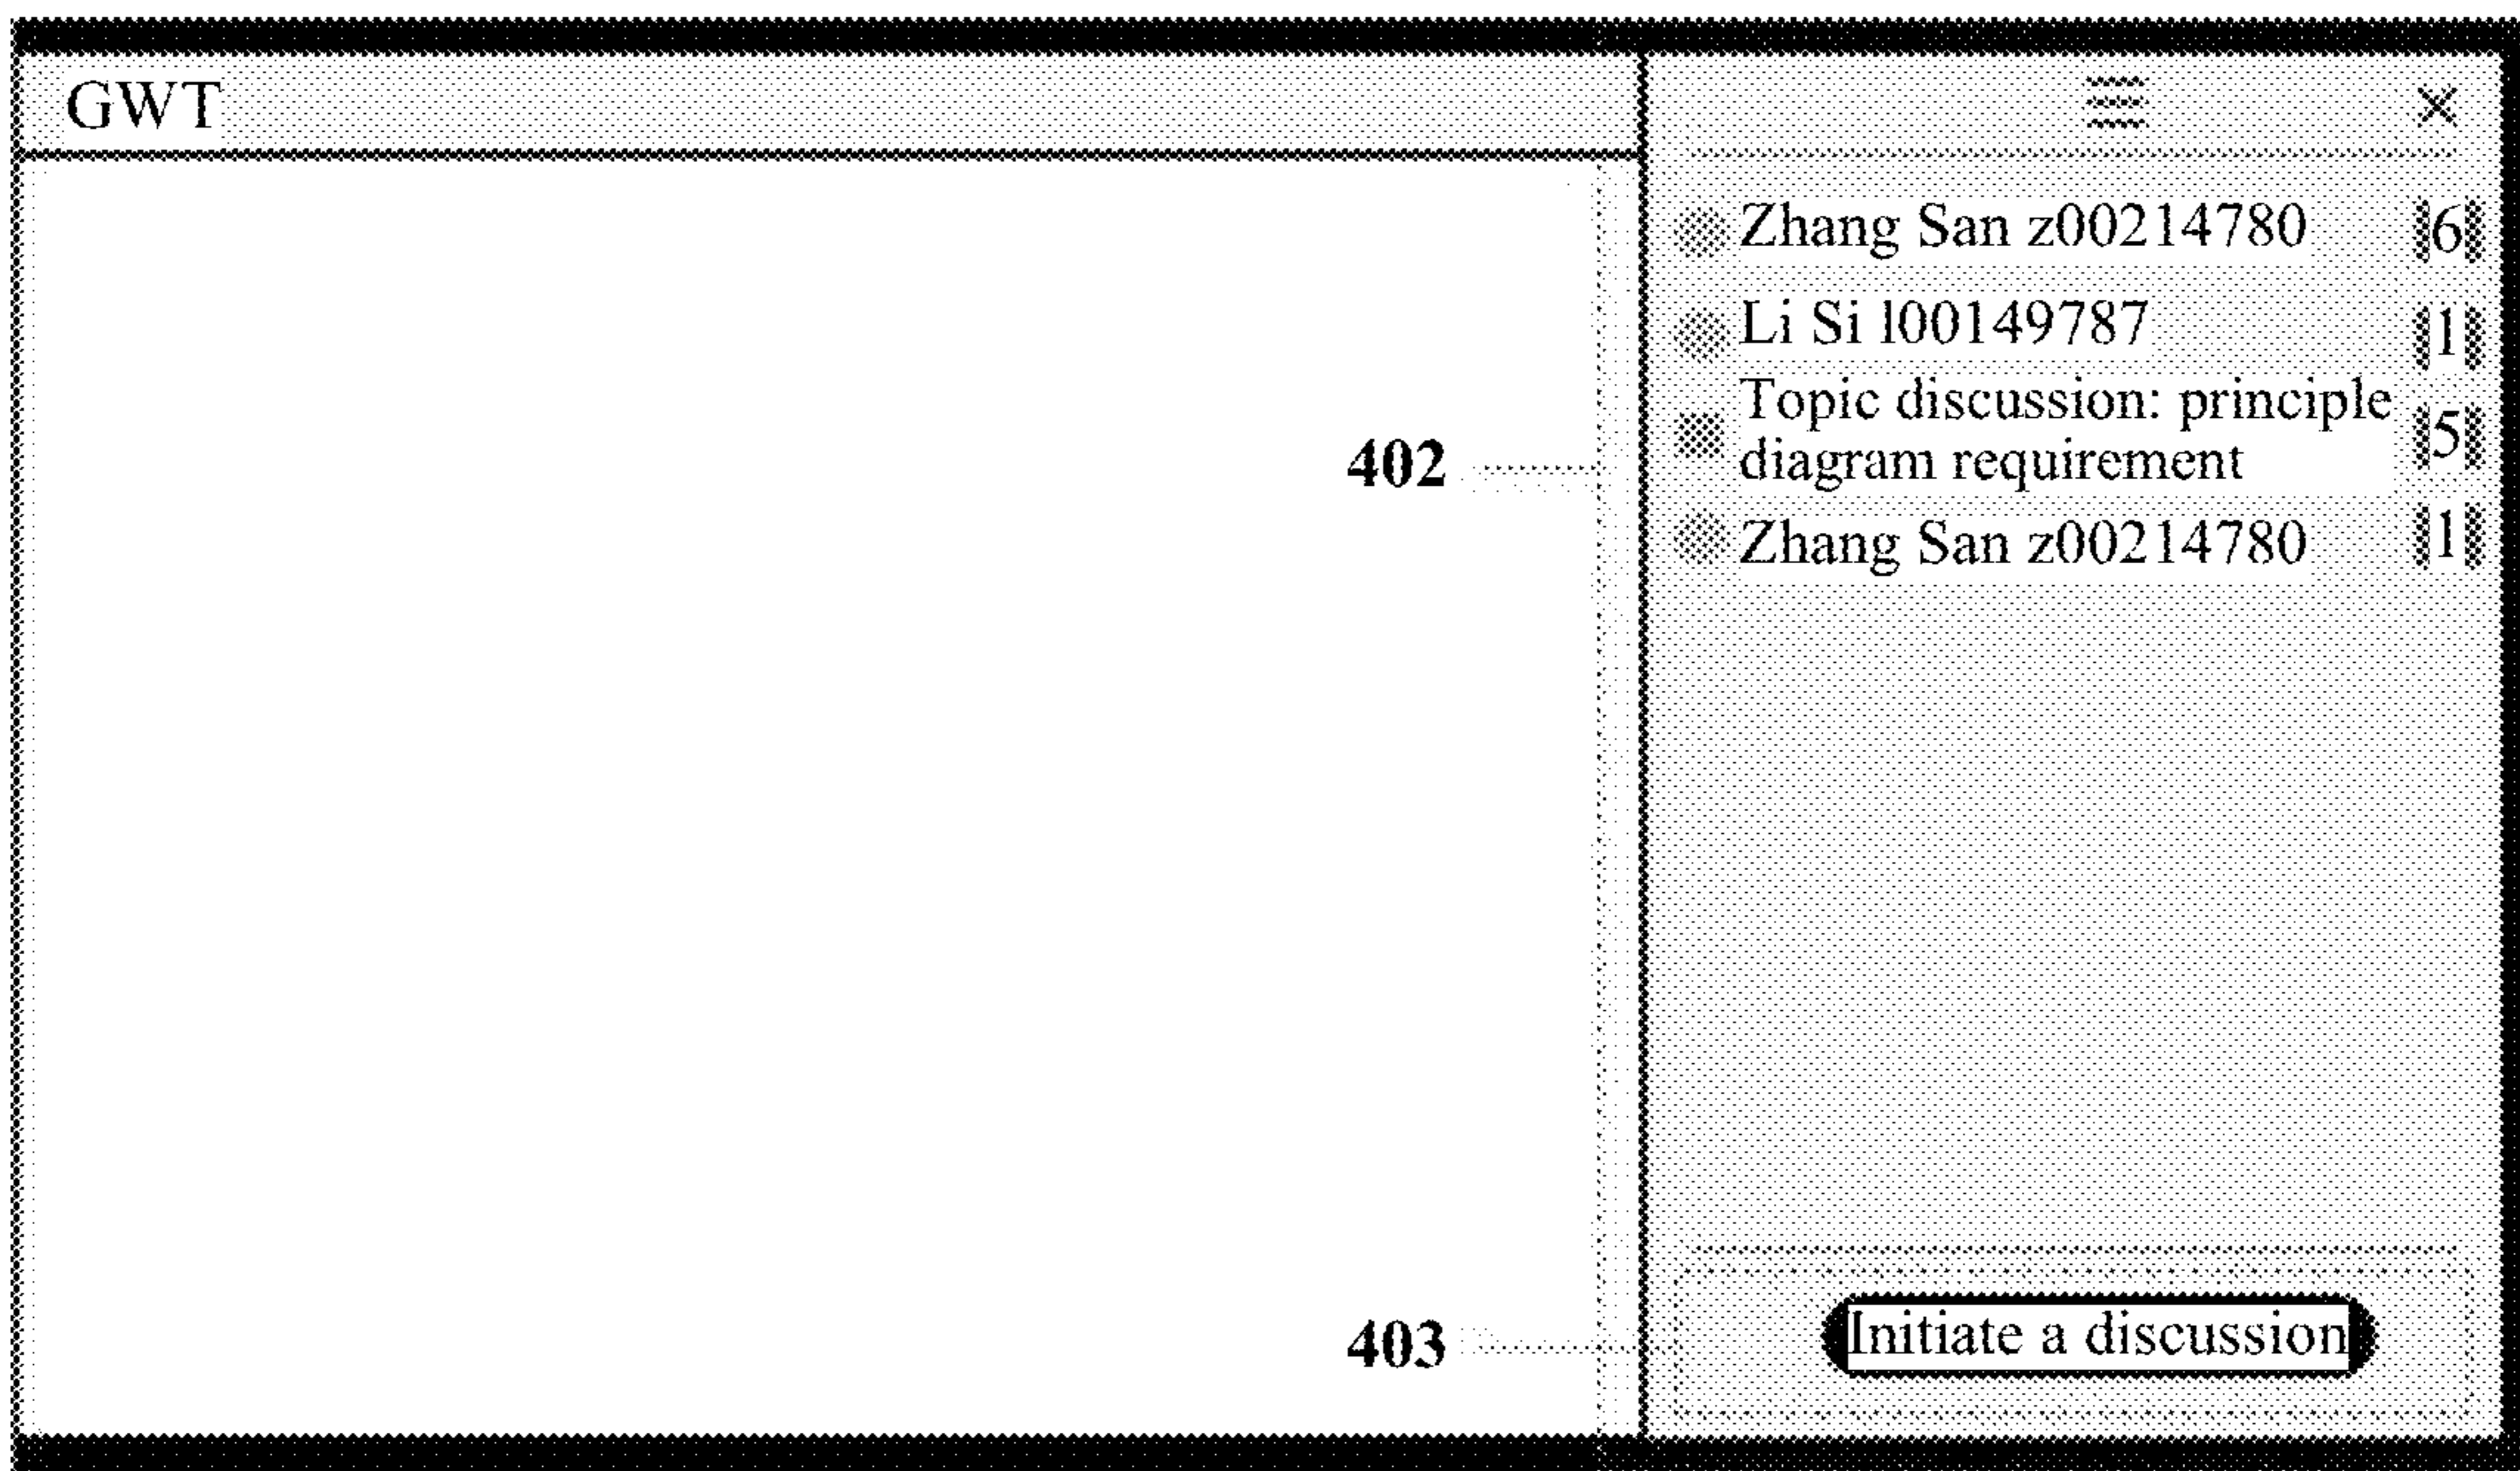 GWT
Zhang San z00214780 6
Li Si l00149787 1
Topic discussion: principle
diagram requirement 5
Zhang San z00214780 1
402
403
Initiate a discussion